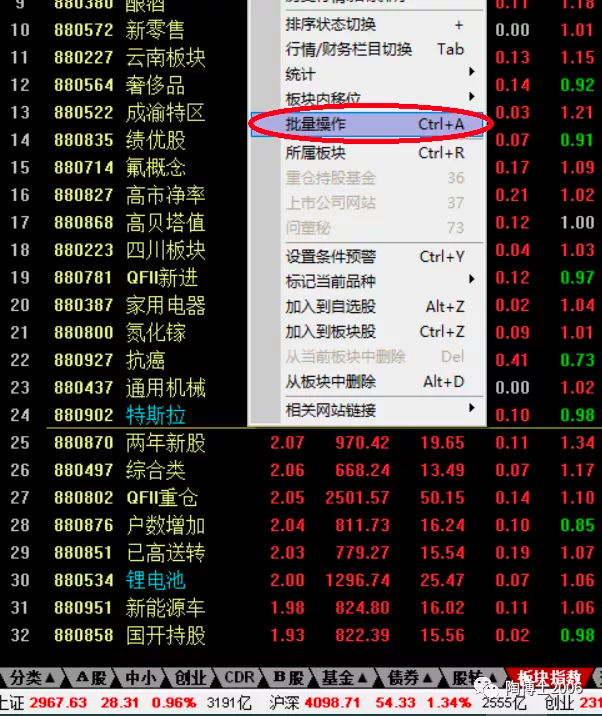 880380 酿酒 0.11 1.18
排序状态切换 +
10 880572 新零售 0.00 1.01
行情/财务栏目切换 Tab
11 880227 云南板块 0.13 1.15
统计
12 880564 奢侈品 0.14 0.92
板块内移位
13 880522 成渝特区 0.03 1.21
批量操作 Ctrl+A
14 880835 绩优股 0.07 0.91
所属板块 Ctrl+R
15 880714 氟概念 0.17 1.09
重仓持股基金 36
16 880827 高市净率 0.21 1.02
上市公司网站 37
17 880868 高贝塔值 0.12 1.00
问董秘 73
18 880223 四川板块 0.04 1.03
设置条件预警 Ctrl+Y
19 880781 QFII新进 0.12 0.97
标记当前品种
20 880387 家用电器 0.02 1.04
加入到自选股 Alt+Z
21 880800 氮化镓 0.09 1.01
加入到板块股 Ctrl+Z
22 880927 抗癌 0.41 0.73
从当前板块中删除 Del
23 880437 通用机械 0.00 1.02
从板块中删除 Alt+D
24 880902 特斯拉 0.10 0.98
相关网站链接
25 880870 两年新股 2.07 970.42 19.65 0.11 1.34
26 880497 综合类 2.06 668.24 13.49 0.07 1.17
27 880802 QFII重仓 2.05 2501.57 50.15 0.14 1.10
28 880876 户数增加 2.04 811.73 16.24 0.10 0.85
29 880851 已高送转 2.03 779.27 15.54 0.19 1.07
30 880534 锂电池 2.00 1296.74 25.47 0.07 1.06
31 880951 新能源车 1.98 824.80 16.02 0.11 1.06
32 880858 国开持股 1.93 822.39 15.56 0.02 0.98
分类▲ A股 中小 创业 CDR▲ B股 基金▲ 债券▲ 股转▲ 板块指数
陶博士2006
上证 2967.63 28.31 0.96% 3191亿 沪深 4098.71 54.33 1.34% 2555亿 创业 231